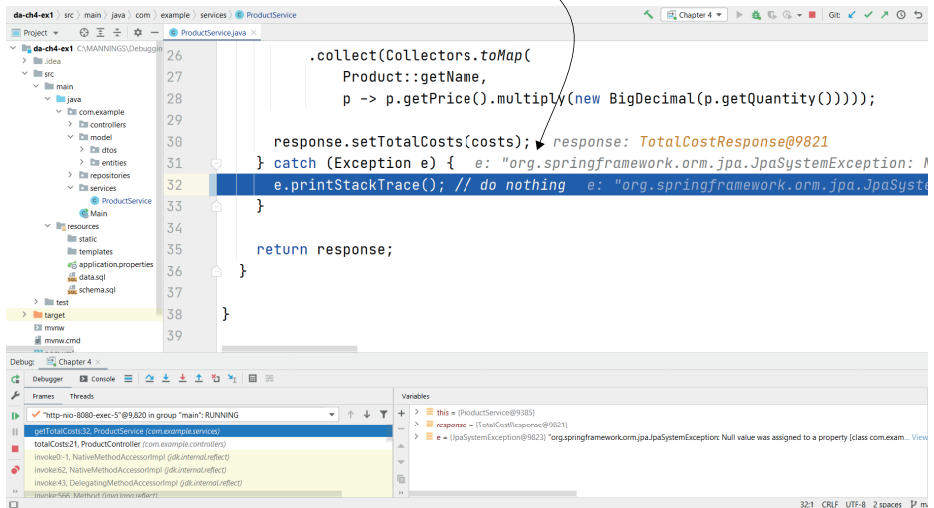 da-ch4-ex1 src main java com example services ProductService
Chapter 4 Git:
Project
ProductService.java
da-ch4-ex1 C:\MANNINGS\Debuggin
.idea
src
main
java
com.example
controllers
model
dtos
entities
repositories
services
ProductService
Main
resources
static
templates
application.properties
data.sql
schema.sql
test
target
mvnw
mvnw.cmd
26 .collect(Collectors.toMap(
27 Product::getName,
28 p -> p.getPrice().multiply(new BigDecimal(p.getQuantity()))));
29
30 response.setTotalCosts(costs); response: TotalCostResponse@9821
31 } catch (Exception e) { e: "org.springframework.orm.jpa.JpaSystemException: N
32 e.printStackTrace(); // do nothing e: "org.springframework.orm.jpa.JpaSyste
33 }
34
35 return response;
36 }
37
38 }
39
Debug: Chapter 4
Debugger Console
Frames Threads
"http-nio-8080-exec-5"@9,820 in group "main": RUNNING
getTotalCosts:32, ProductService (com.example.services)
totalCosts:21, ProductController (com.example.controllers)
invoke0:-1, NativeMethodAccessorImpl (jdk.internal.reflect)
invoke:62, NativeMethodAccessorImpl (jdk.internal.reflect)
invoke:43, DelegatingMethodAccessorImpl (jdk.internal.reflect)
invoke:566, Method (java.lang.reflect)
Variables
this = {ProductService@9385}
response = {TotalCostResponse@9821}
e = {JpaSystemException@9823} "org.springframework.orm.jpa.JpaSystemException: Null value was assigned to a property [class com.exam... View
32:1 CRLF UTF-8 2 spaces ma